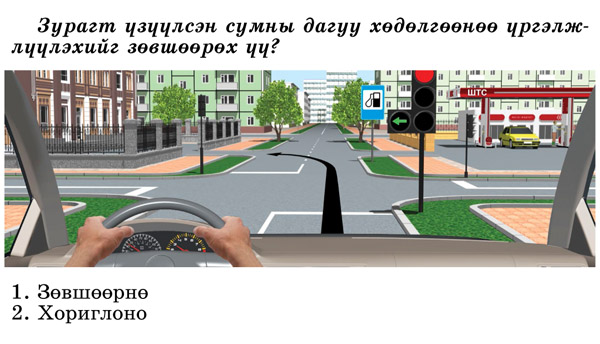 Зурагт үзүүлсэн сумны дагуу хөдөлгөөнөө үргэлж-
лүүлэхийг зөвшөөрөх үү?
ШТС
1. Зөвшөөрнө
2. Хориглоно